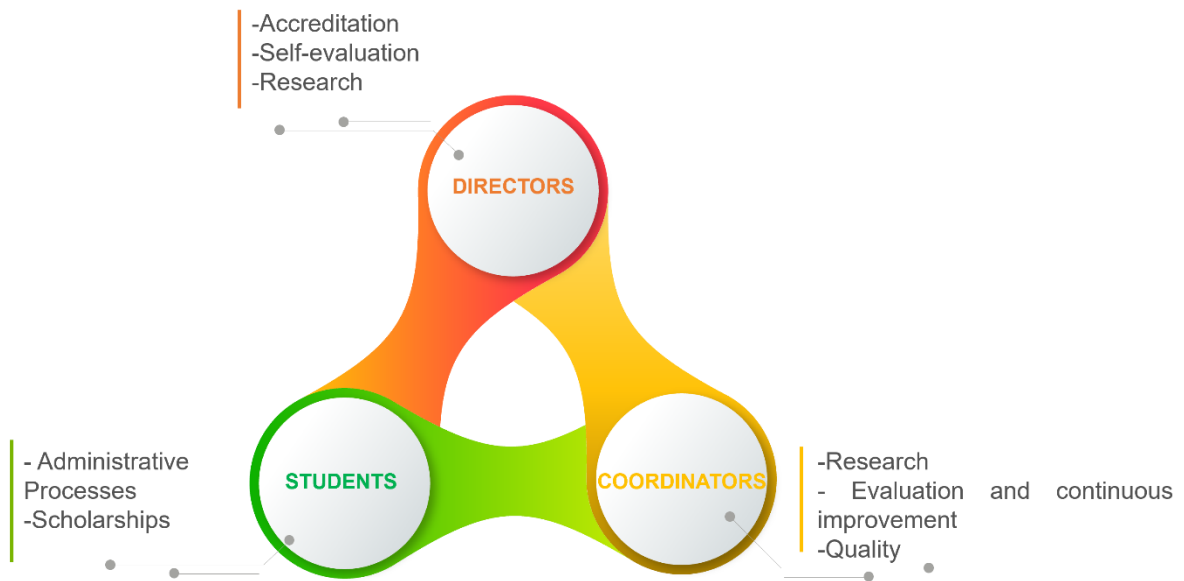 -Accreditation
-Self-evaluation
-Research
DIRECTORS
- Administrative
Processes
-Scholarships
STUDENTS
COORDINATORS
-Research
- Evaluation and continuous
improvement
-Quality